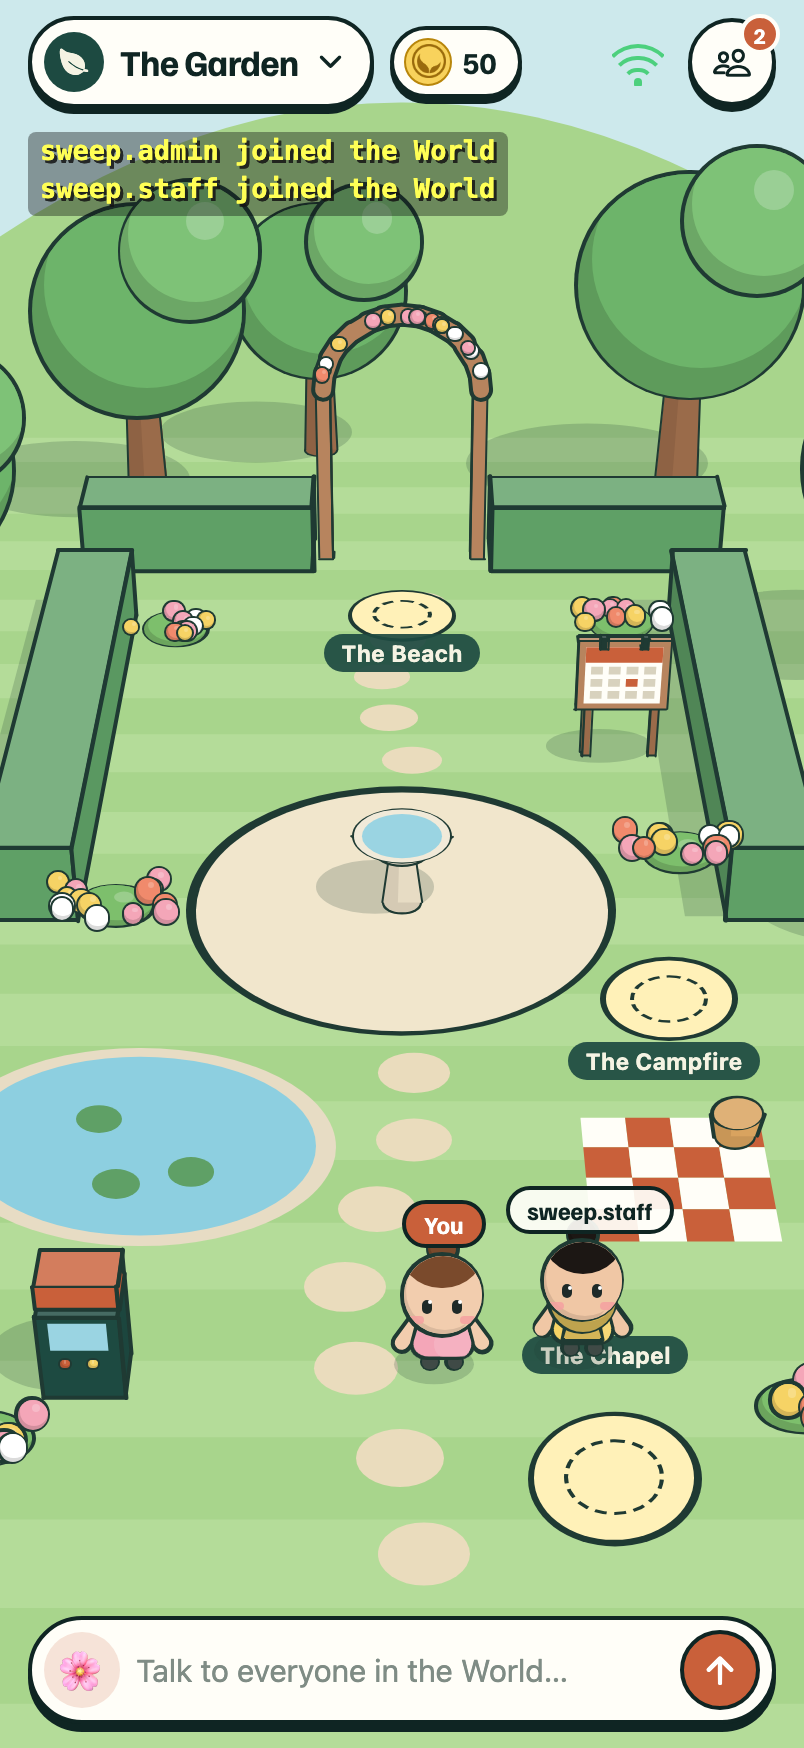 The Garden
50
2
sweep.admin joined the World
sweep.staff joined the World
The Beach
The Campfire
sweep.staff
You
The Chapel
Talk to everyone in the World...